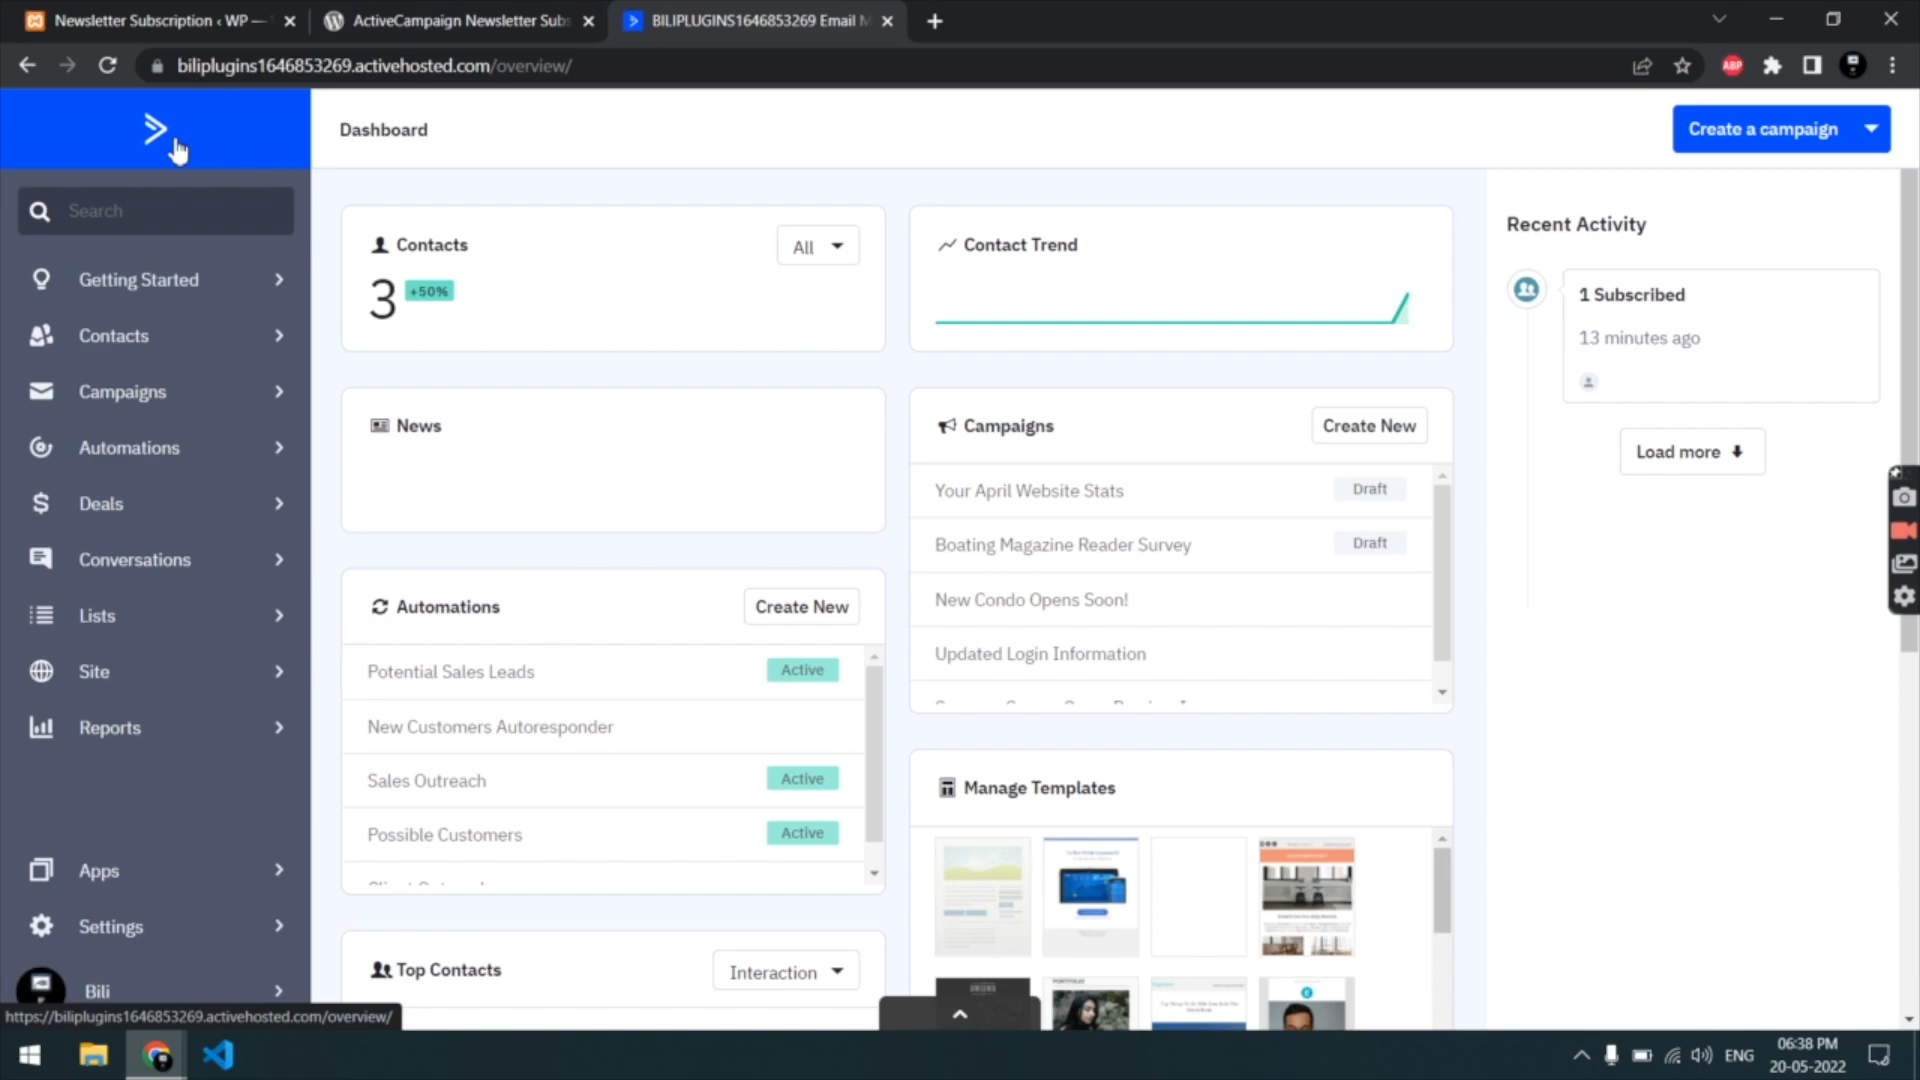 Newsletter Subscription ‹ WP —
ActiveCampaign Newsletter Subs
BILIPLUGINS1646853269 Email M
biliplugins1646853269.activehosted.com/overview/
ABP
Dashboard
Create a campaign
Search
Getting Started
Contacts
Campaigns
Automations
Deals
Conversations
Lists
Site
Reports
Apps
Settings
Bili
https://biliplugins1646853269.activehosted.com/overview/
Contacts
All
3 +50%
News
Automations
Create New
Potential Sales Leads
Active
New Customers Autoresponder
Sales Outreach
Active
Possible Customers
Active
Top Contacts
Interaction
Contact Trend
Campaigns
Create New
Your April Website Stats
Draft
Boating Magazine Reader Survey
Draft
New Condo Opens Soon!
Updated Login Information
Manage Templates
PORTFOLIO
Recent Activity
1 Subscribed
13 minutes ago
Load more
ENG
06:38 PM
20-05-2022